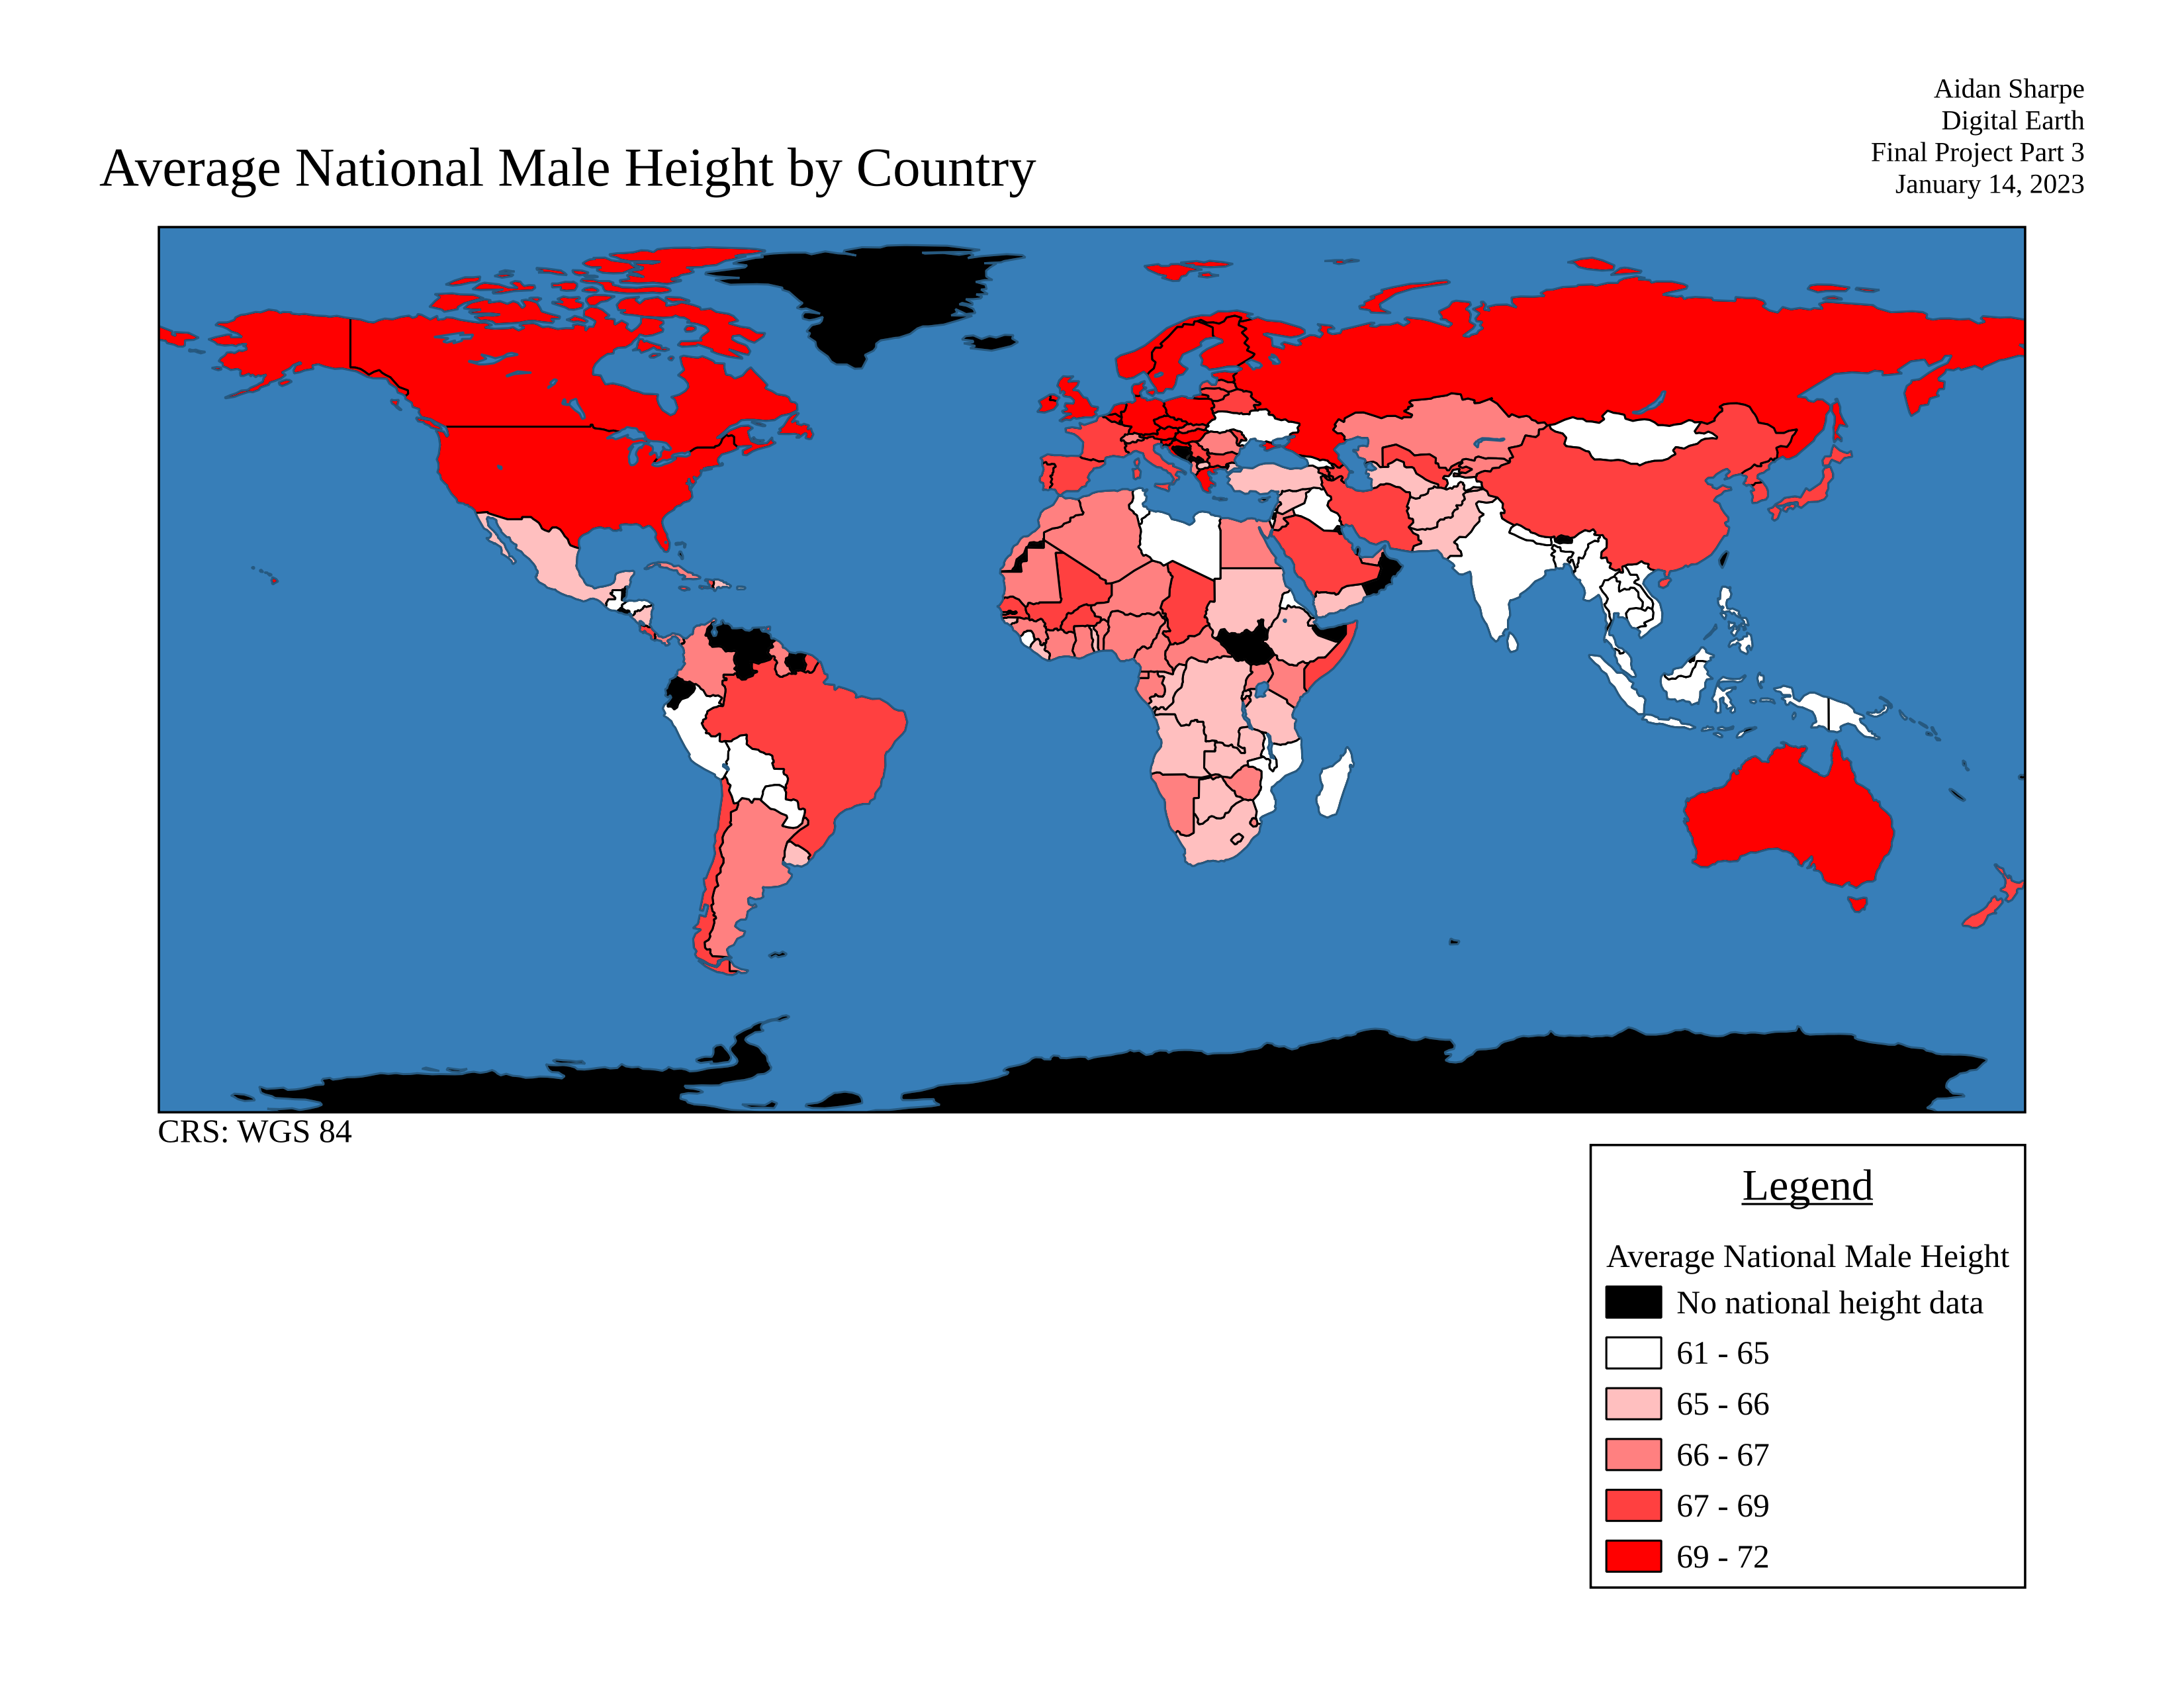 Aidan Sharpe
Digital Earth
Final Project Part 3
January 14, 2023
Average National Male Height by Country
CRS: WGS 84
Legend
Average National Male Height
No national height data
61 - 65
65 - 66
66 - 67
67 - 69
69 - 72